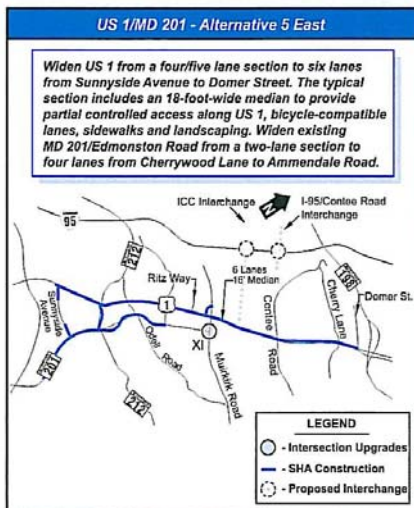 US 1/MD 201 - Alternative 5 East
Widen US 1 from a four/five lane section to six lanes
from Sunnyside Avenue to Domer Street. The typical
section includes an 18-foot-wide median to provide
partial controlled access along US 1, bicycle-compatible
lanes, sidewalks and landscaping. Widen existing
MD 201/Edmonston Road from a two-lane section to
four lanes from Cherrywood Lane to Ammendale Road.
ICC Interchange
N
I-95/Contee Road
Interchange
95
212
Ritz Way
6 Lanes
18' Median
198
Domer St.
Sunnyside
Avenue
1
Contee
Road
Cherry Lane
Odell Road
XI
Muirkirk Road
201
212
LEGEND
- Intersection Upgrades
- SHA Construction
- Proposed Interchange